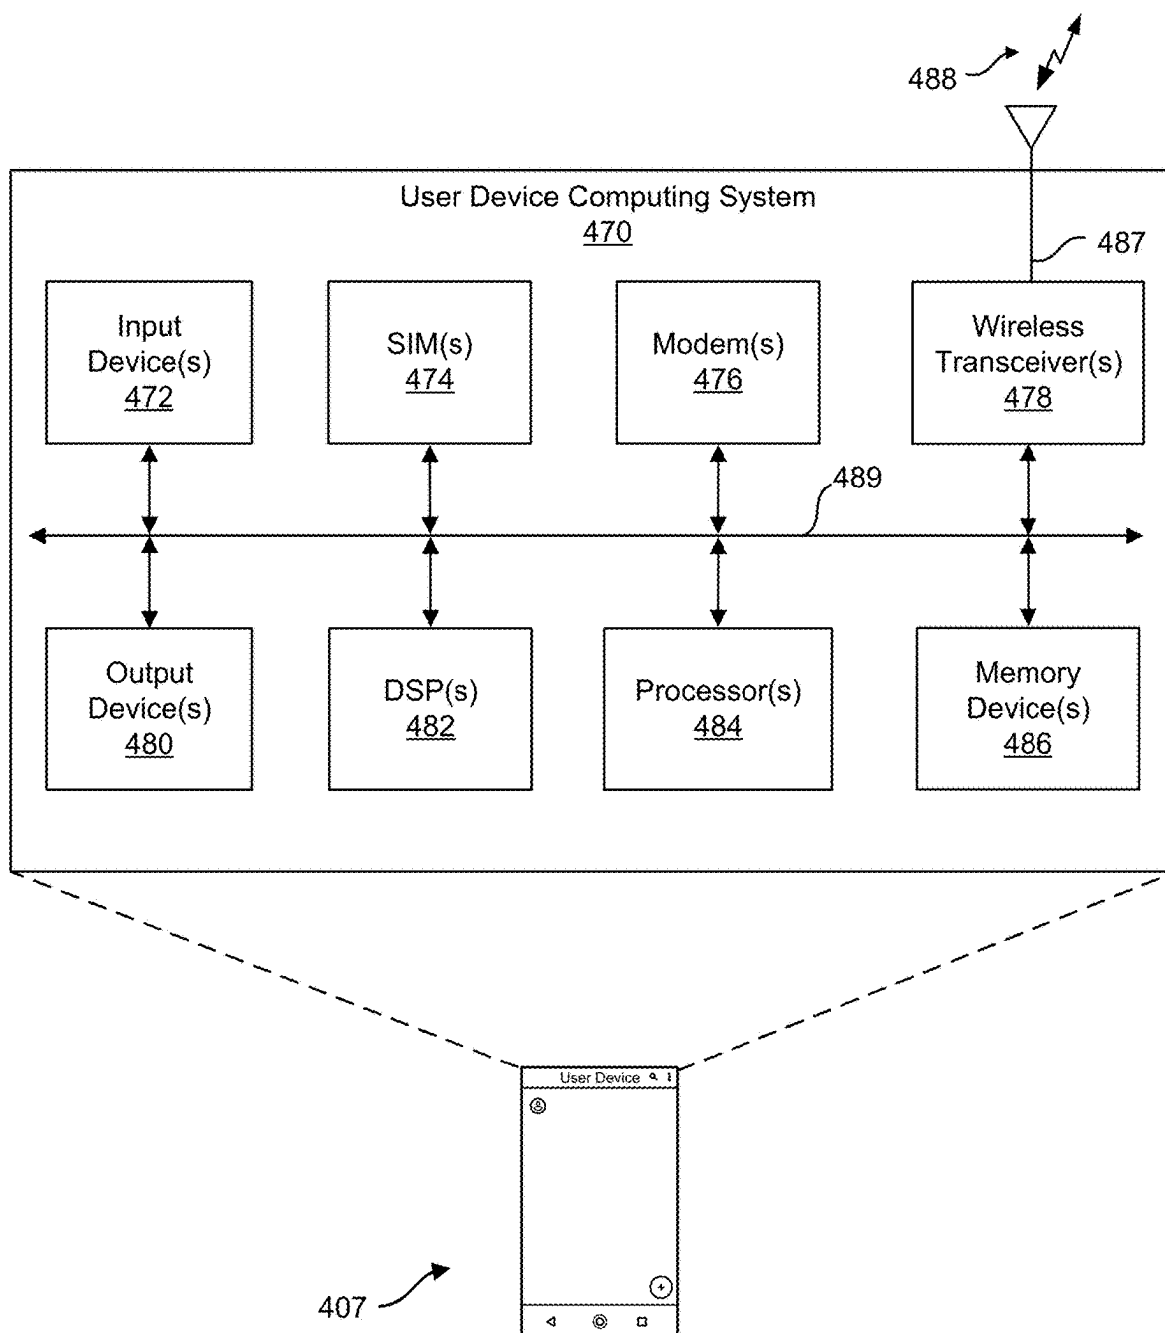 488
User Device Computing System
470
487
Input
Device(s)
472
SIM(s)
474
Modem(s)
476
Wireless
Transceiver(s)
478
489
Output
Device(s)
480
DSP(s)
482
Processor(s)
484
Memory
Device(s)
486
User Device
407